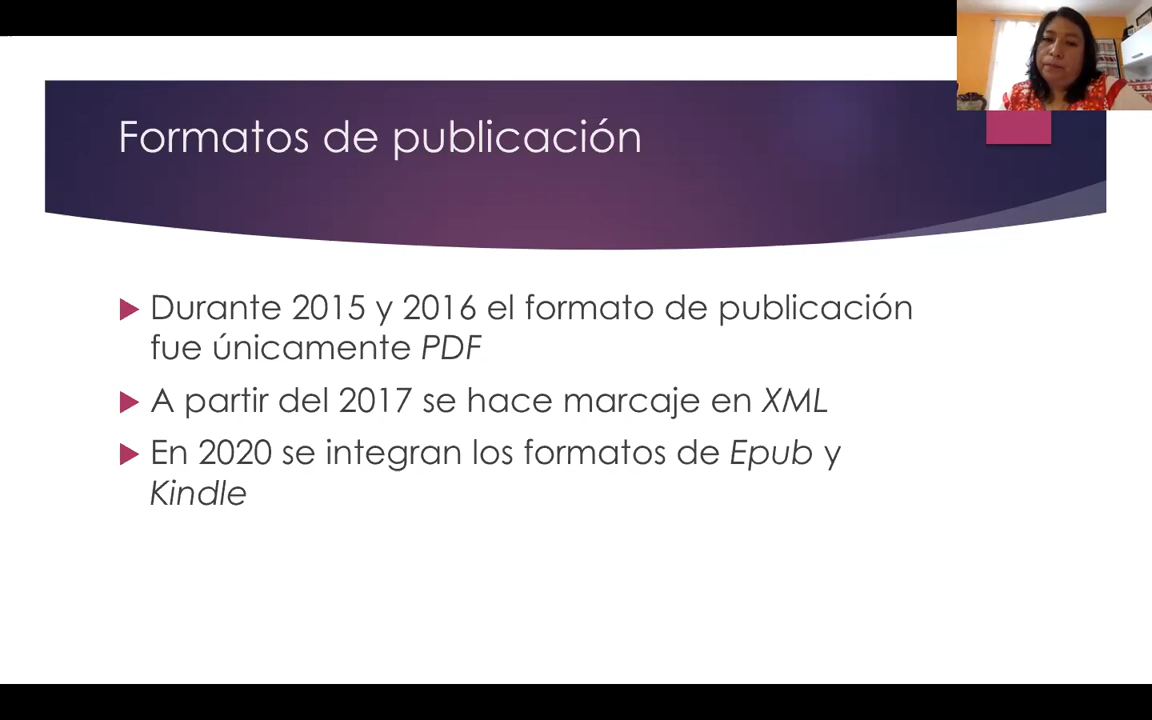 Formatos de publicación
Durante 2015 y 2016 el formato de publicación
fue únicamente PDF
A partir del 2017 se hace marcaje en XML
En 2020 se integran los formatos de Epub y
Kindle